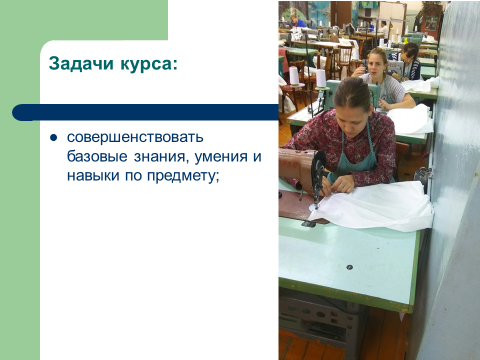 Задачи курса:
совершенствовать
базовые знания, умения и
навыки по предмету;